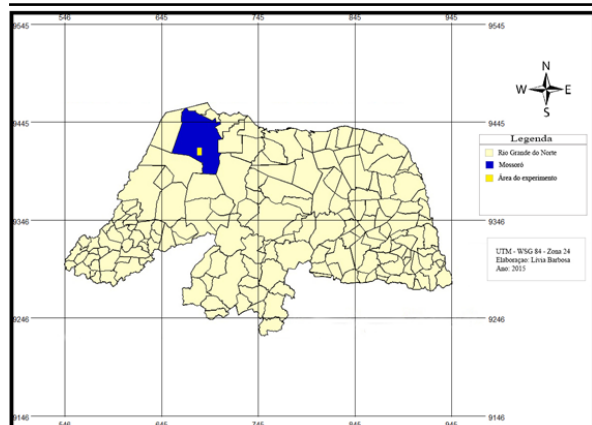 546 645 745 845 945
9545 9545
N
W E
S
9445 9445
Legenda
Rio Grande do Norte
Mossoró
Área do experimento
9346 9346
UTM - WSG 84 - Zona 24
Elaboraçao: Lívia Barbosa
Ano: 2015
9246 9246
9146 9146
546 645 745 845 945